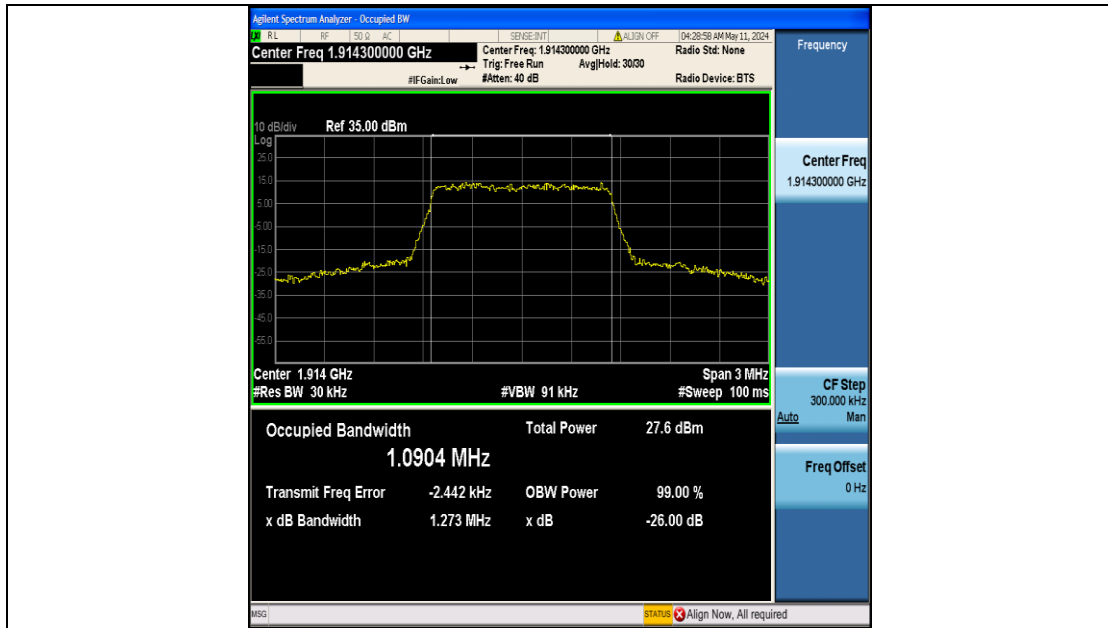 Agilent Spectrum Analyzer - Occupied BW
RL RF 50 Ω AC SENSE:INT ALIGN OFF 04:28:58 AM May 11, 2024
Center Freq 1.914300000 GHz
Center Freq: 1.914300000 GHz Radio Std: None
Trig: Free Run Avg|Hold: 30/30
#IFGain:Low #Atten: 40 dB Radio Device: BTS
10 dB/div Ref 35.00 dBm
Log
25.0
15.0
5.00
-5.00
-15.0
-25.0
-35.0
-45.0
-55.0
Center 1.914 GHz Span 3 MHz
#Res BW 30 kHz #VBW 91 kHz #Sweep 100 ms
Occupied Bandwidth Total Power 27.6 dBm
1.0904 MHz
Transmit Freq Error -2.442 kHz OBW Power 99.00 %
x dB Bandwidth 1.273 MHz x dB -26.00 dB
Frequency
Center Freq
1.914300000 GHz
CF Step
300.000 kHz
Auto Man
Freq Offset
0 Hz
MSG STATUS Align Now, All required